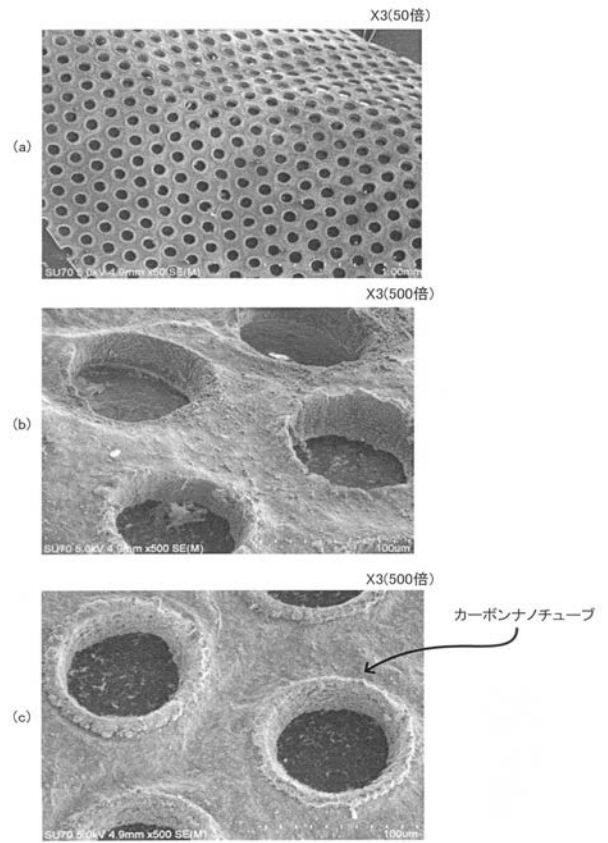 X3(50倍)
(a)
SU70 5.0kV 4.9mm x50 SE(M)
1.00mm
X3(500倍)
(b)
SU70 5.0kV 4.9mm x500 SE(M)
100um
X3(500倍)
カーボンナノチューブ
(c)
SU70 5.0kV 4.9mm x500 SE(M)
100um